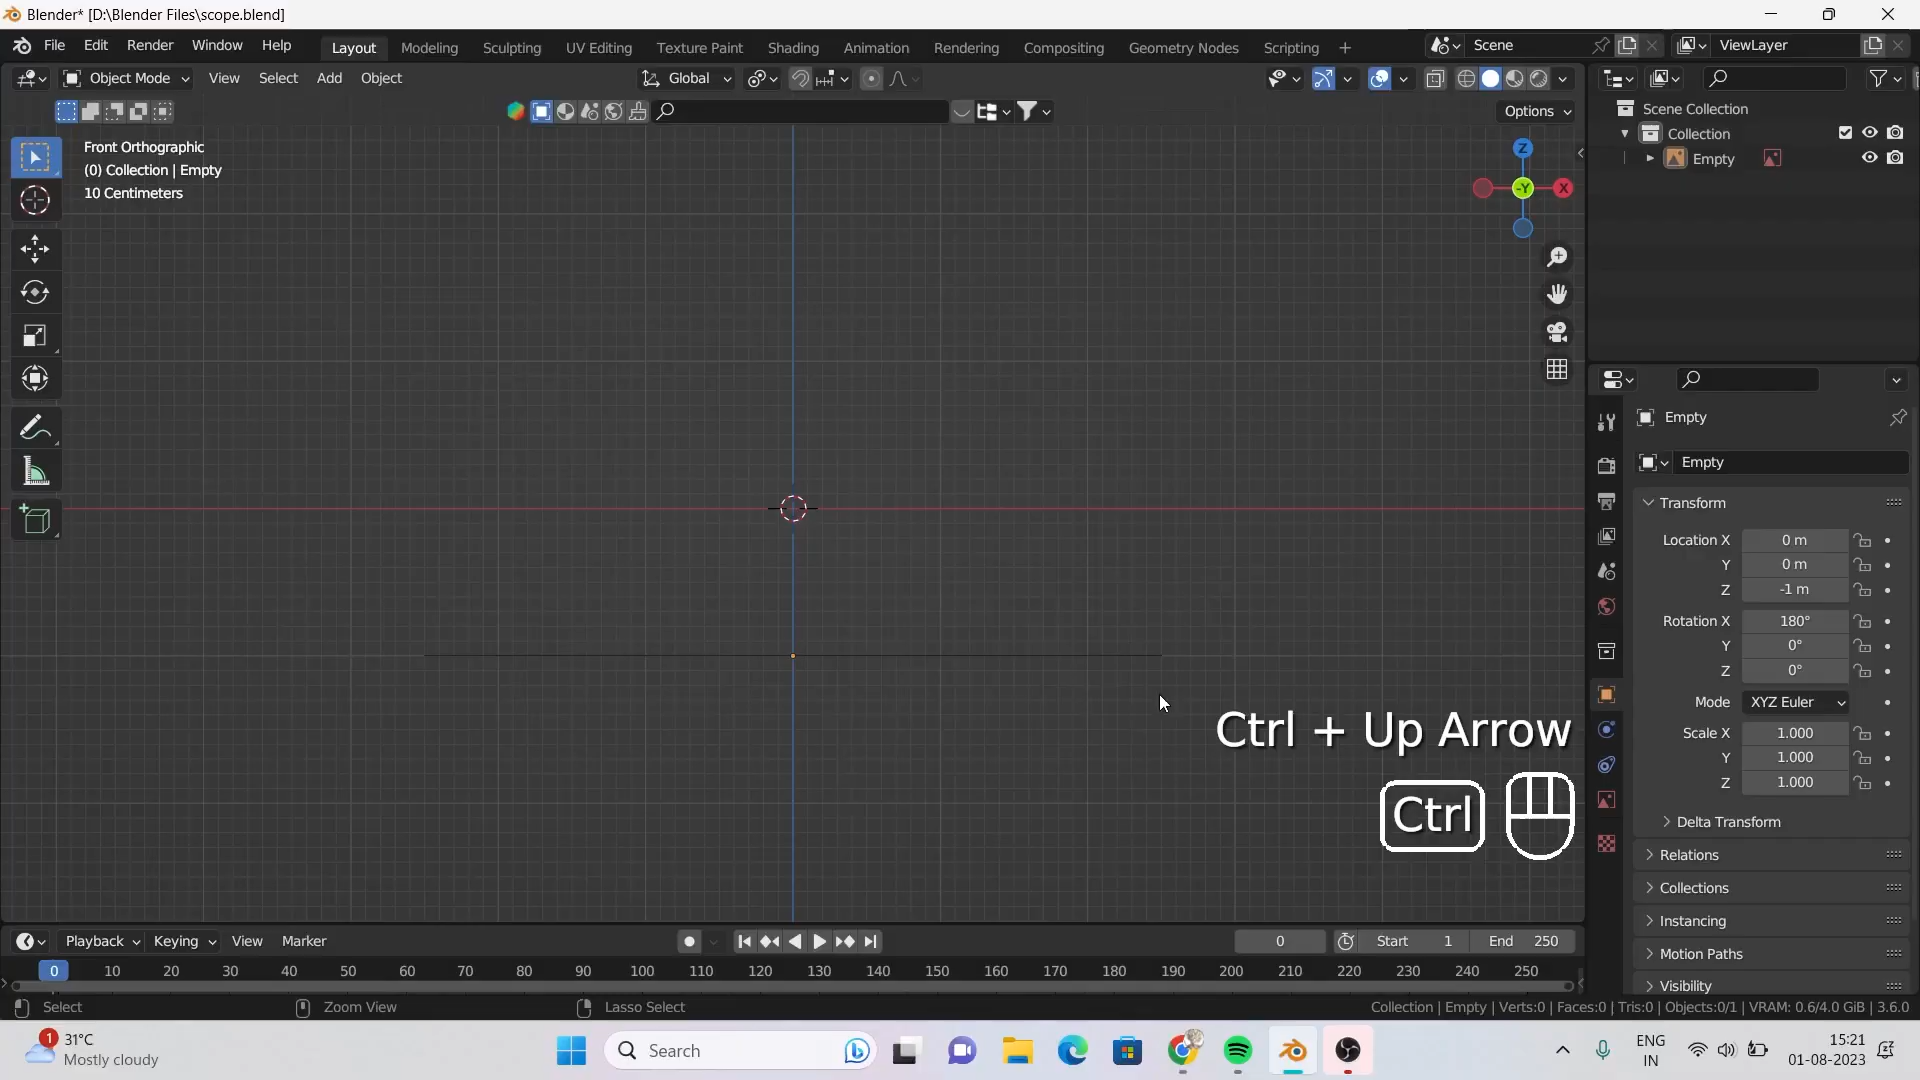 Blender* [D:\Blender Files\scope.blend]
File Edit Render Window Help
Layout Modeling Sculpting UV Editing Texture Paint Shading Animation Rendering Compositing Geometry Nodes Scripting +
Scene
ViewLayer
Object Mode View Select Add Object
Global
Options
Front Orthographic
(0) Collection | Empty
10 Centimeters
Z
-Y
X
Scene Collection
Collection
Empty
Empty
Empty
Transform
Location X 0 m
Y 0 m
Z -1 m
Rotation X 180°
Y 0°
Z 0°
Mode XYZ Euler
Scale X 1.000
Y 1.000
Z 1.000
Delta Transform
Relations
Collections
Instancing
Motion Paths
Visibility
Ctrl + Up Arrow
Ctrl
Playback Keying View Marker
0 Start 1 End 250
0 10 20 30 40 50 60 70 80 90 100 110 120 130 140 150 160 170 180 190 200 210 220 230 240 250
Select Zoom View Lasso Select
Collection | Empty | Verts:0 | Faces:0 | Tris:0 | Objects:0/1 | VRAM: 0.6/4.0 GiB | 3.6.0
1
31°C
Mostly cloudy
Search
ENG
IN
15:21
01-08-2023